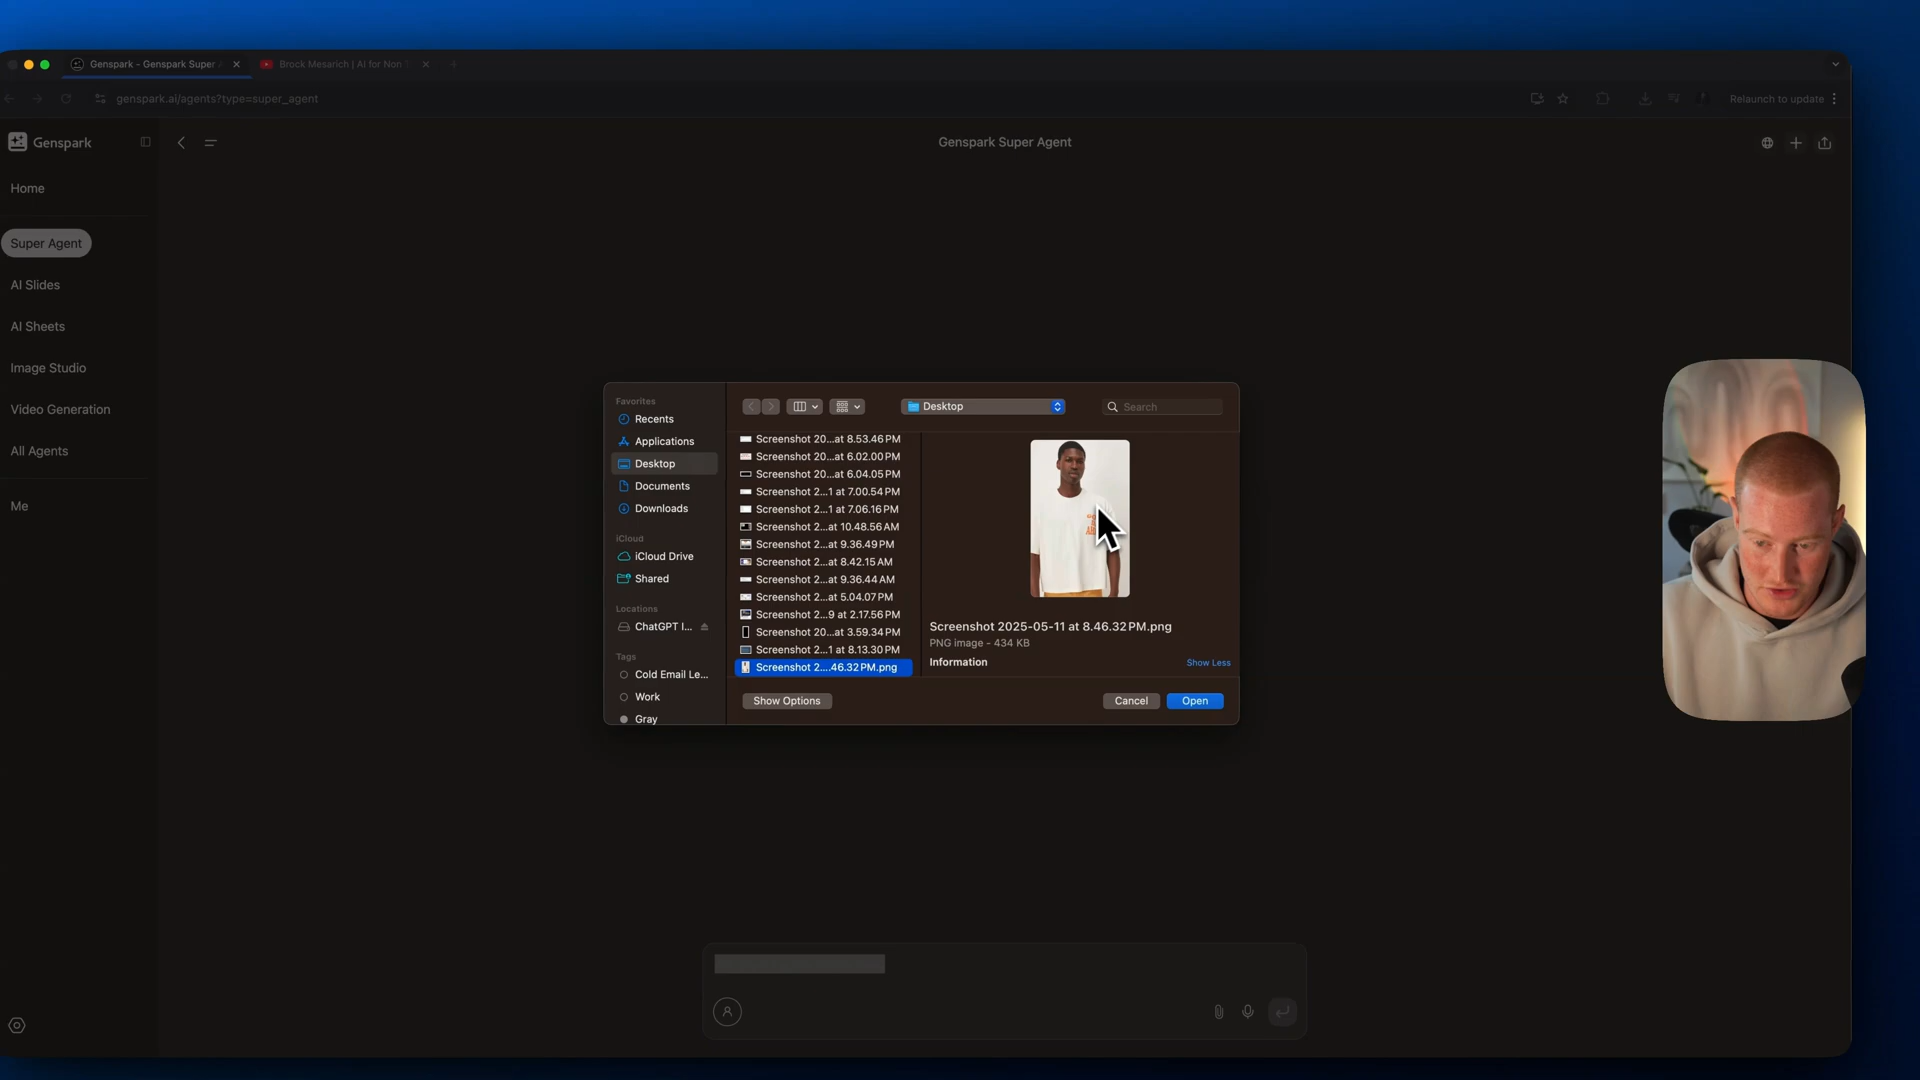 Genspark - Genspark Super
Brock Mesarich | AI for Non
genspark.ai/agents?type=super_agent
Relaunch to update
Genspark
Genspark Super Agent
Home
Super Agent
AI Slides
AI Sheets
Image Studio
Video Generation
All Agents
Me
Favorites
Recents
Applications
Desktop
Documents
Downloads
iCloud
iCloud Drive
Shared
Locations
ChatGPT I...
Tags
Cold Email Le...
Work
Gray
Desktop
Search
Screenshot 20...at 8.53.46 PM
Screenshot 20...at 6.02.00 PM
Screenshot 20...at 6.04.05 PM
Screenshot 2...1 at 7.00.54 PM
Screenshot 2...1 at 7.06.16 PM
Screenshot 2...at 10.48.56 AM
Screenshot 2...at 9.36.49 PM
Screenshot 2...at 8.42.15 AM
Screenshot 2...at 9.36.44 AM
Screenshot 2...at 5.04.07 PM
Screenshot 2...9 at 2.17.56 PM
Screenshot 20...at 3.59.34 PM
Screenshot 2...1 at 8.13.30 PM
Screenshot 2....46.32 PM.png
Screenshot 2025-05-11 at 8.46.32 PM.png
PNG image - 434 KB
Information
Show Less
Show Options
Cancel
Open